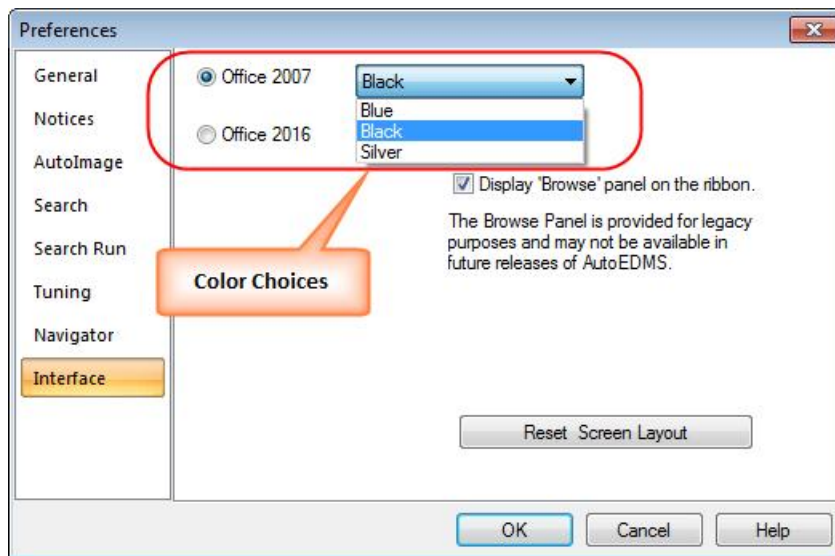 Preferences
General
Notices
AutoImage
Search
Search Run
Tuning
Navigator
Interface
Office 2007
Black
Blue
Black
Silver
Office 2016
Display 'Browse' panel on the ribbon.
The Browse Panel is provided for legacy
purposes and may not be available in
future releases of AutoEDMS.
Color Choices
Reset Screen Layout
OK
Cancel
Help